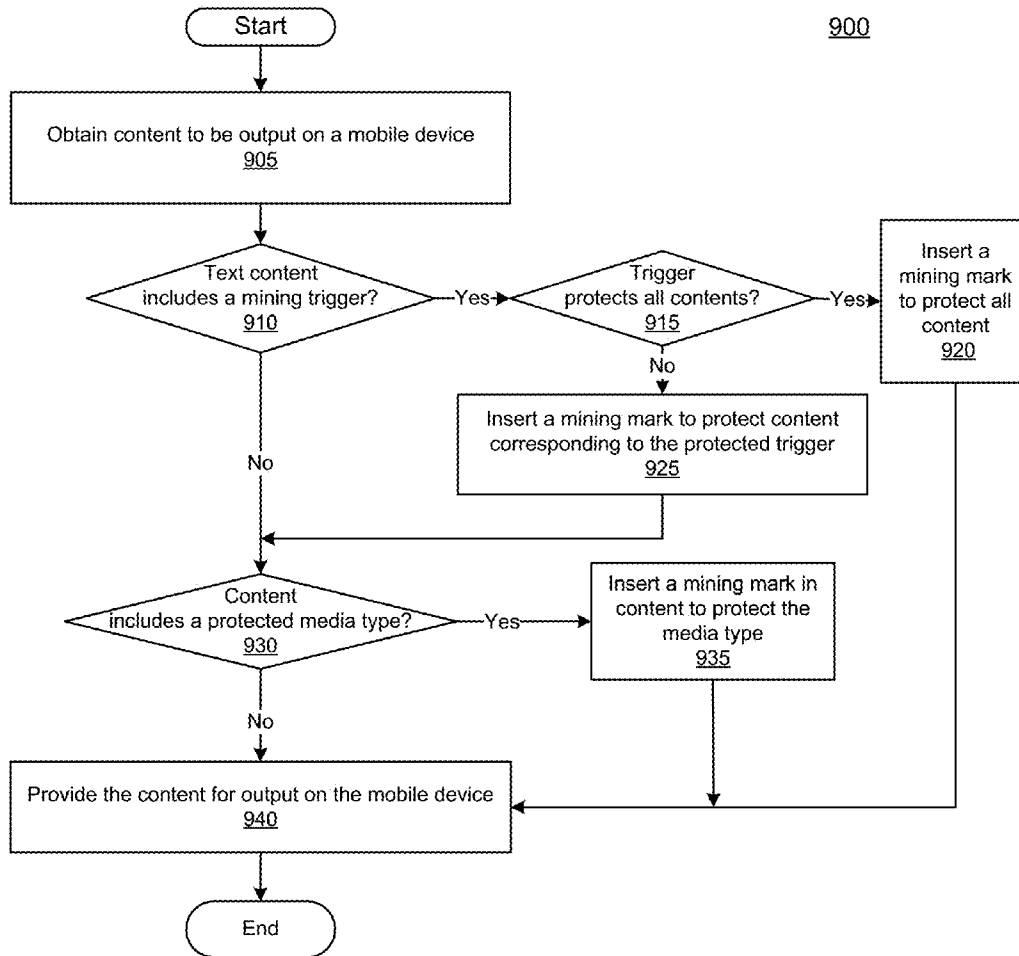 Start
900
Obtain content to be output on a mobile device
905
Text content
includes a mining trigger?
910
Yes
Trigger
protects all contents?
915
Yes
Insert a
mining mark
to protect all
content
920
No
Insert a mining mark to protect content
corresponding to the protected trigger
925
No
Content
includes a protected media type?
930
Yes
Insert a mining mark in
content to protect the
media type
935
No
Provide the content for output on the mobile device
940
End